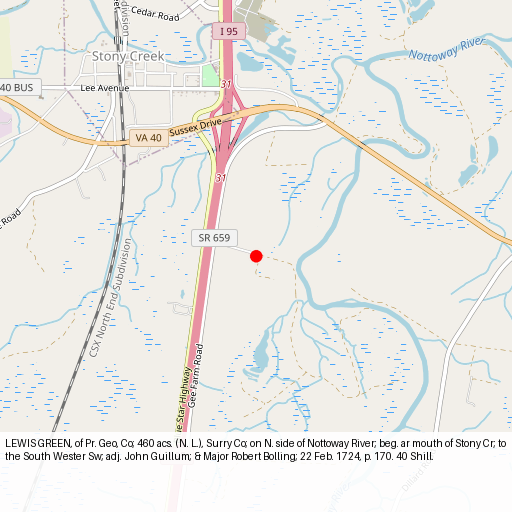 Cedar Road
division
I 95
Nottoway River
Stony Creek
31
Lee Avenue
40 BUS
Sussex Drive
VA 40
31
e Road
SR 659
CSX North End Subdivision
Gee Farm Road
ue Star Highway
LEWIS GREEN, of Pr. Geo, Co; 460 acs. (N. L.), Surry Co; on N. side of Nottoway River; beg. ar mouth of Stony Cr; to
the South Wester Sw; adj. John Guillum; & Major Robert Bolling; 22 Feb. 1724, p. 170. 40 Shill.